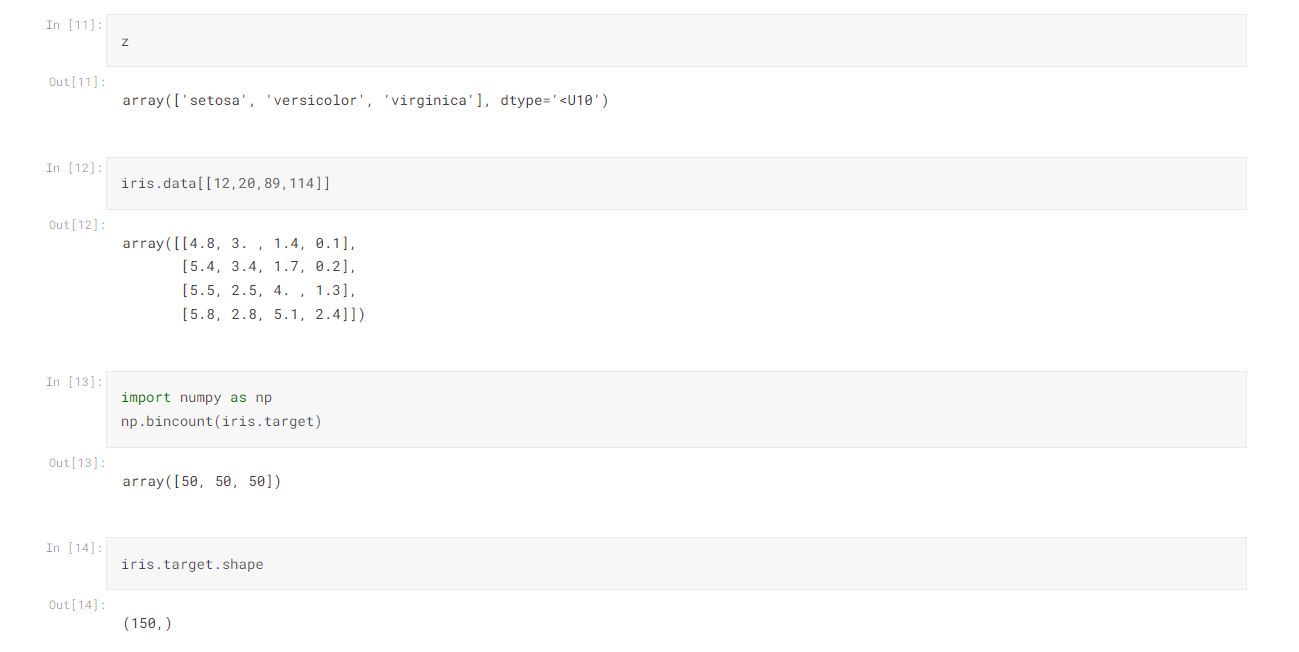 In [11]:
z
Out[11]:
array(['setosa', 'versicolor', 'virginica'], dtype='<U10')
In [12]:
iris.data[[12,20,89,114]]
Out[12]:
array([[4.8, 3. , 1.4, 0.1],
       [5.4, 3.4, 1.7, 0.2],
       [5.5, 2.5, 4. , 1.3],
       [5.8, 2.8, 5.1, 2.4]])
In [13]:
import numpy as np
np.bincount(iris.target)
Out[13]:
array([50, 50, 50])
In [14]:
iris.target.shape
Out[14]:
(150,)